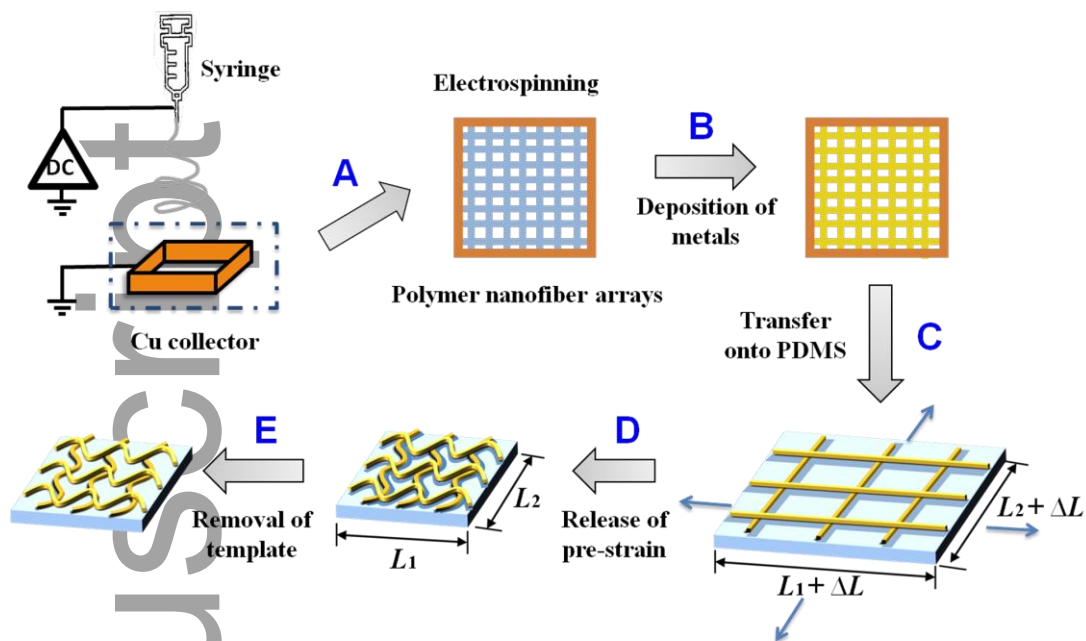 Syringe
DC
Cu collector
A
Electrospinning
Polymer nanofiber arrays
B
Deposition of
metals
Transfer
onto PDMS
C
L2 + ΔL
L1 + ΔL
D
Release of
pre-strain
L2
L1
E
Removal of
template